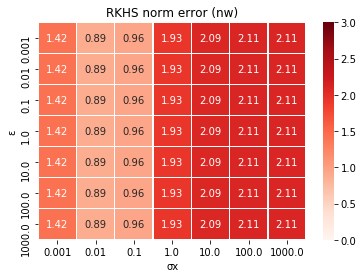 RKHS norm error (nw)
ε
0.001 1.42 0.89 0.96 1.93 2.09 2.11 2.11
0.01 1.42 0.89 0.96 1.93 2.09 2.11 2.11
0.1 1.42 0.89 0.96 1.93 2.09 2.11 2.11
1.0 1.42 0.89 0.96 1.93 2.09 2.11 2.11
10.0 1.42 0.89 0.96 1.93 2.09 2.11 2.11
100.0 1.42 0.89 0.96 1.93 2.09 2.11 2.11
1000.0 1.42 0.89 0.96 1.93 2.09 2.11 2.11
0.001 0.01 0.1 1.0 10.0 100.0 1000.0
σx
3.0
2.5
2.0
1.5
1.0
0.5
0.0